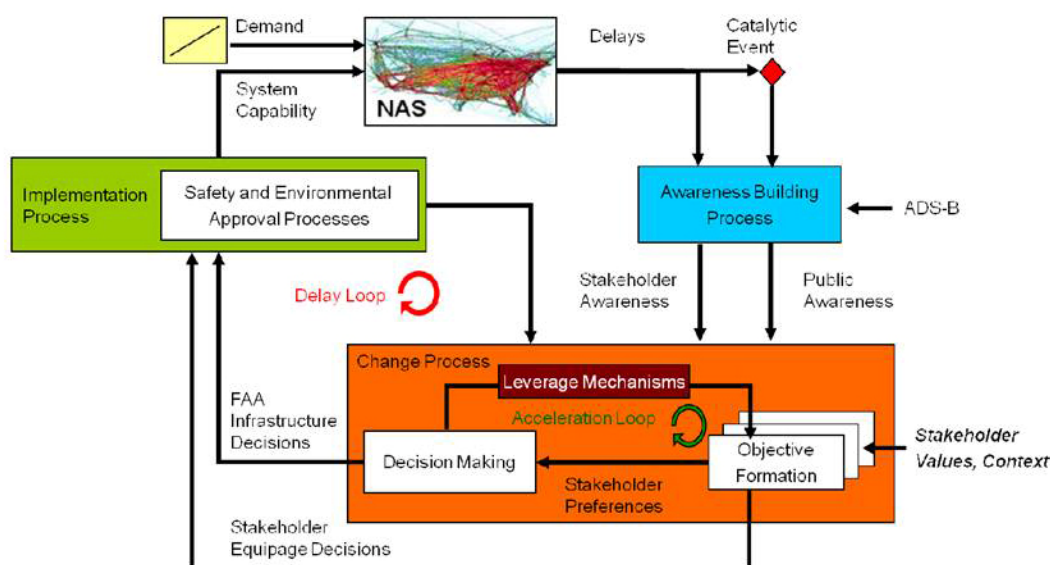 Demand
Delays
Catalytic
Event
System
Capability
NAS
Implementation
Process
Safety and Environmental
Approval Processes
Awareness Building
Process
ADS-B
Delay Loop
Stakeholder
Awareness
Public
Awareness
Change Process
Leverage Mechanisms
Acceleration Loop
FAA
Infrastructure
Decisions
Decision Making
Objective
Formation
Stakeholder
Values, Context
Stakeholder
Preferences
Stakeholder
Equipage Decisions